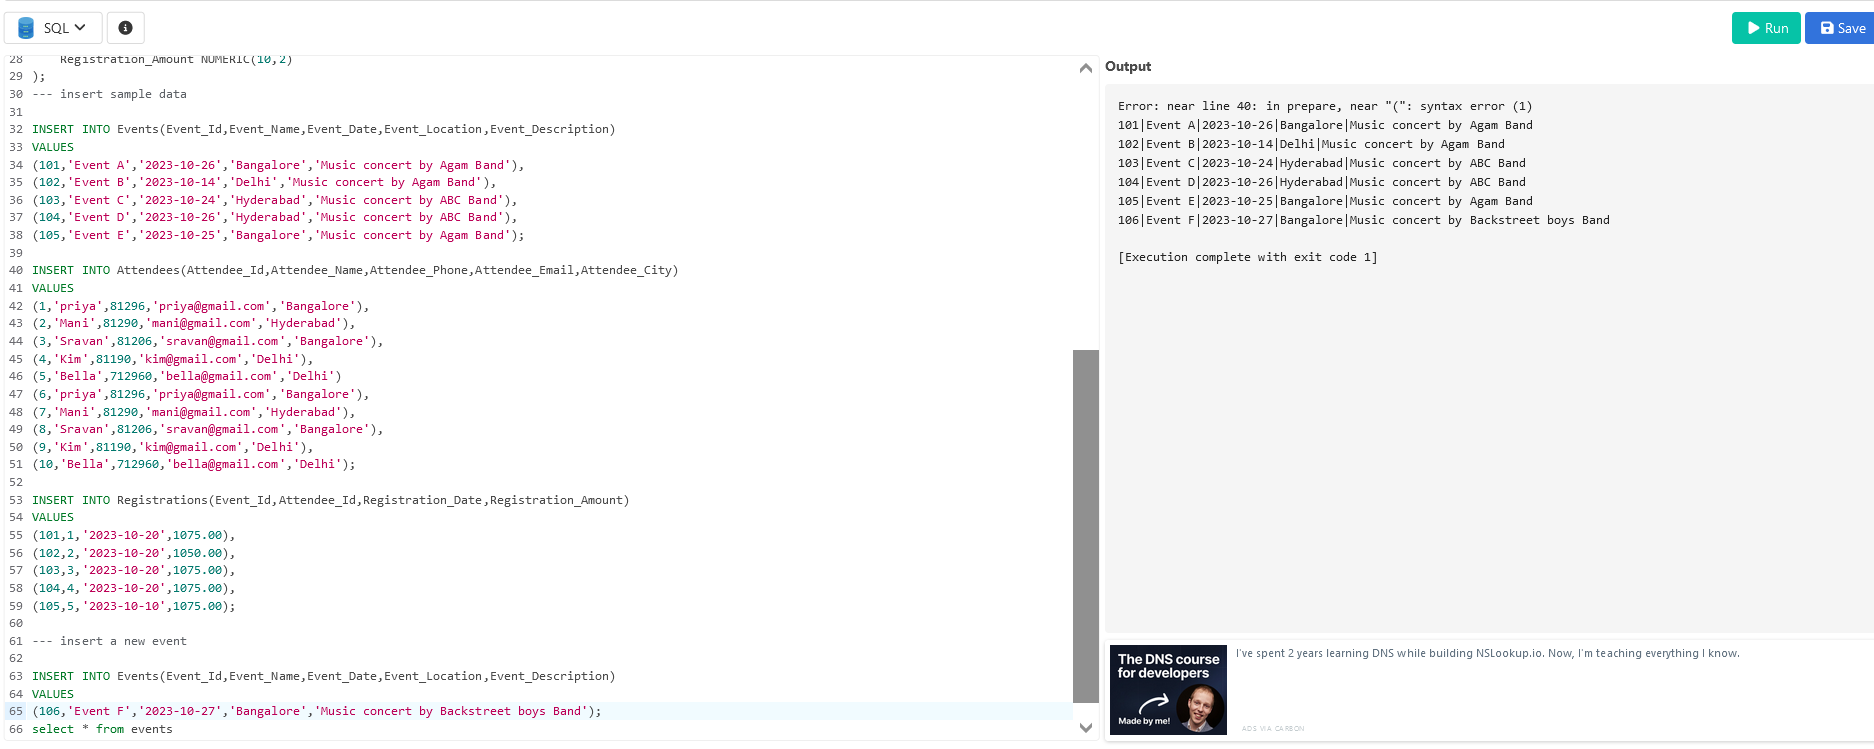 SQL
Run
Save
28 Registration_Amount NUMERIC(10,2)
29 );
30 --- insert sample data
31
32 INSERT INTO Events(Event_Id,Event_Name,Event_Date,Event_Location,Event_Description)
33 VALUES
34 (101,'Event A','2023-10-26','Bangalore','Music concert by Agam Band'),
35 (102,'Event B','2023-10-14','Delhi','Music concert by Agam Band'),
36 (103,'Event C','2023-10-24','Hyderabad','Music concert by ABC Band'),
37 (104,'Event D','2023-10-26','Hyderabad','Music concert by ABC Band'),
38 (105,'Event E','2023-10-25','Bangalore','Music concert by Agam Band');
39
40 INSERT INTO Attendees(Attendee_Id,Attendee_Name,Attendee_Phone,Attendee_Email,Attendee_City)
41 VALUES
42 (1,'priya',81296,'priya@gmail.com','Bangalore'),
43 (2,'Mani',81290,'mani@gmail.com','Hyderabad'),
44 (3,'Sravan',81206,'sravan@gmail.com','Bangalore'),
45 (4,'Kim',81190,'kim@gmail.com','Delhi'),
46 (5,'Bella',712960,'bella@gmail.com','Delhi')
47 (6,'priya',81296,'priya@gmail.com','Bangalore'),
48 (7,'Mani',81290,'mani@gmail.com','Hyderabad'),
49 (8,'Sravan',81206,'sravan@gmail.com','Bangalore'),
50 (9,'Kim',81190,'kim@gmail.com','Delhi'),
51 (10,'Bella',712960,'bella@gmail.com','Delhi');
52
53 INSERT INTO Registrations(Event_Id,Attendee_Id,Registration_Date,Registration_Amount)
54 VALUES
55 (101,1,'2023-10-20',1075.00),
56 (102,2,'2023-10-20',1050.00),
57 (103,3,'2023-10-20',1075.00),
58 (104,4,'2023-10-20',1075.00),
59 (105,5,'2023-10-10',1075.00);
60
61 --- insert a new event
62
63 INSERT INTO Events(Event_Id,Event_Name,Event_Date,Event_Location,Event_Description)
64 VALUES
65 (106,'Event F','2023-10-27','Bangalore','Music concert by Backstreet boys Band');
66 select * from events
Output
Error: near line 40: in prepare, near "(": syntax error (1)
101|Event A|2023-10-26|Bangalore|Music concert by Agam Band
102|Event B|2023-10-14|Delhi|Music concert by Agam Band
103|Event C|2023-10-24|Hyderabad|Music concert by ABC Band
104|Event D|2023-10-26|Hyderabad|Music concert by ABC Band
105|Event E|2023-10-25|Bangalore|Music concert by Agam Band
106|Event F|2023-10-27|Bangalore|Music concert by Backstreet boys Band
[Execution complete with exit code 1]
The DNS course
for developers
Made by me!
I've spent 2 years learning DNS while building NSLookup.io. Now, I'm teaching everything I know.
ADS VIA CARBON